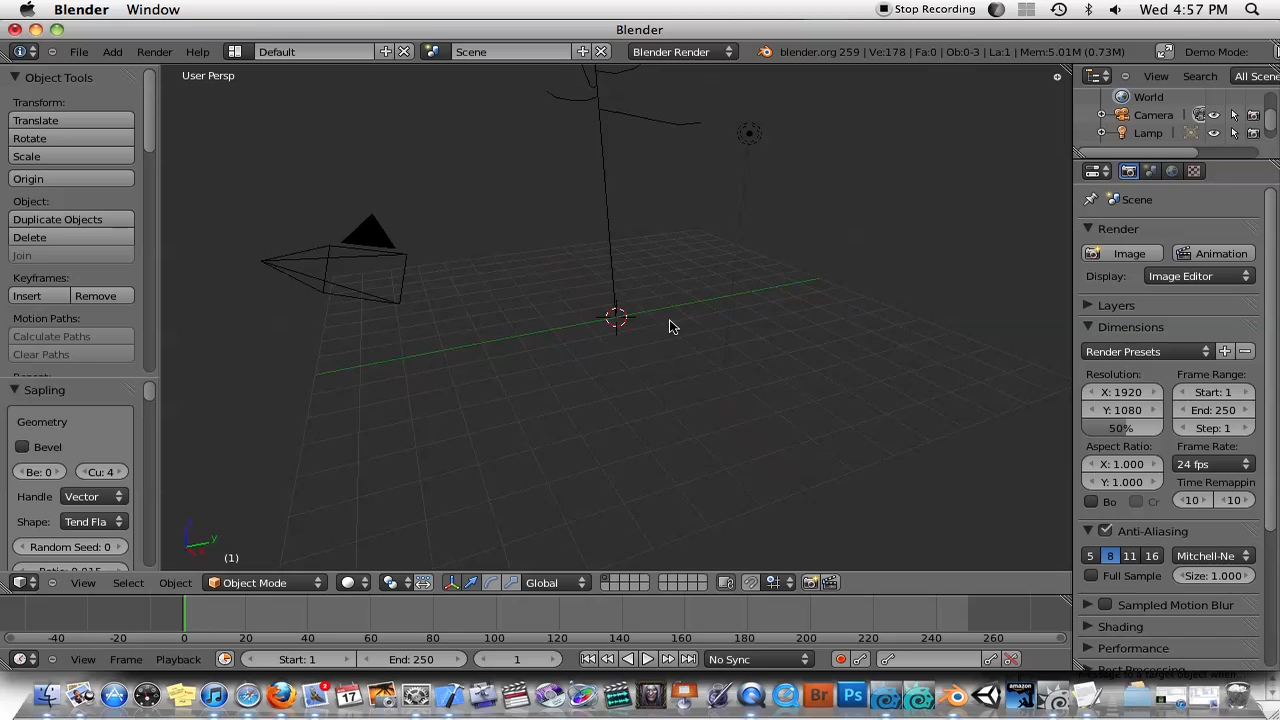 Blender Window Stop Recording Wed 4:57 PM
Blender
File Add Render Help Default Scene Blender Render blender.org 259 | Ve:178 | Fa:0 | Ob:0-3 | La:1 | Mem:5.01M (0.73M) Demo Mode:
Object Tools
Transform:
Translate
Rotate
Scale
Origin
Object:
Duplicate Objects
Delete
Join
Keyframes:
Insert Remove
Motion Paths:
Calculate Paths
Clear Paths
Sapling
Geometry
Bevel
Be: 0 Cu: 4
Handle Vector
Shape: Tend Fla
Random Seed: 0
User Persp
y
(1)
View Search All Scene
World
Camera
Lamp
Scene
Render
Image Animation
Display: Image Editor
Layers
Dimensions
Render Presets
Resolution: Frame Range:
X: 1920 Start: 1
Y: 1080 End: 250
50% Step: 1
Aspect Ratio: Frame Rate:
X: 1.000 24 fps
Y: 1.000 Time Remappin
Bo Cr 10 10
Anti-Aliasing
5 8 11 16 Mitchell-Ne
Full Sample Size: 1.000
Sampled Motion Blur
Shading
Performance
View Select Object Object Mode Global
-40 -20 0 20 40 60 80 100 120 140 160 180 200 220 240 260
View Frame Playback Start: 1 End: 250 1 No Sync
2 17 Br Ps amazon